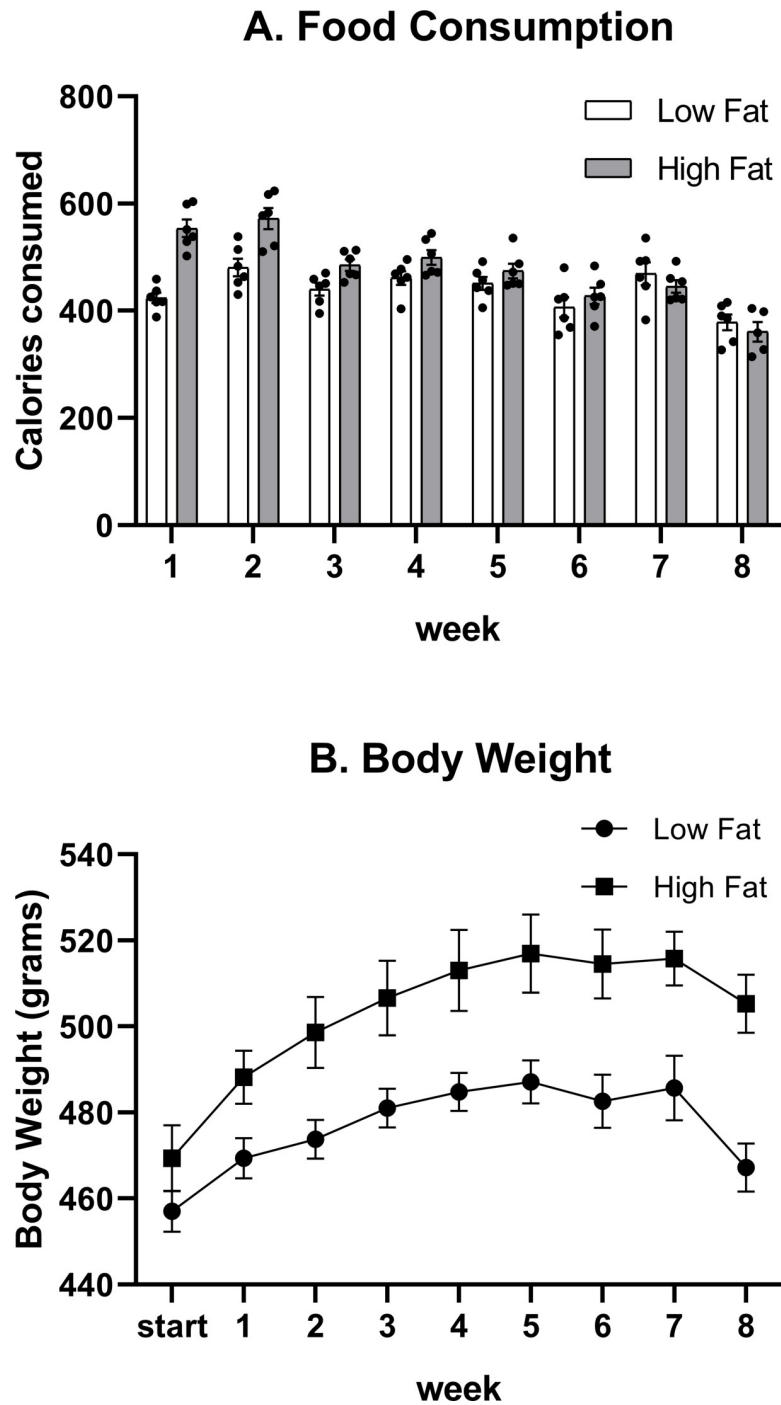 A. Food Consumption
800
600
400
200
0
Calories consumed
Low Fat
High Fat
1 2 3 4 5 6 7 8
week
B. Body Weight
540
520
500
480
460
440
Body Weight (grams)
Low Fat
High Fat
start 1 2 3 4 5 6 7 8
week